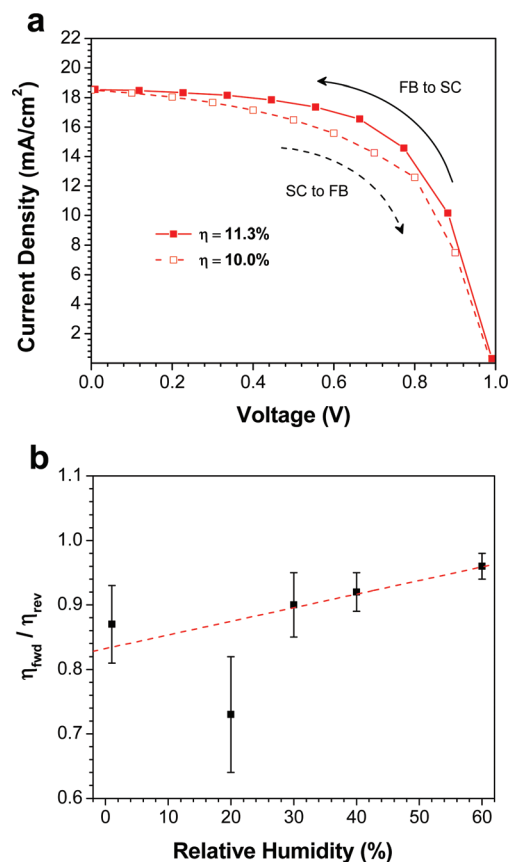 a
22
20
18
16
14
12
10
8
6
4
2
Current Density (mA/cm²)
FB to SC
SC to FB
η = 11.3%
η = 10.0%
0.0 0.2 0.4 0.6 0.8 1.0
Voltage (V)
b
1.1
1.0
0.9
0.8
0.7
0.6
ηfwd / ηrev
0 10 20 30 40 50 60
Relative Humidity (%)